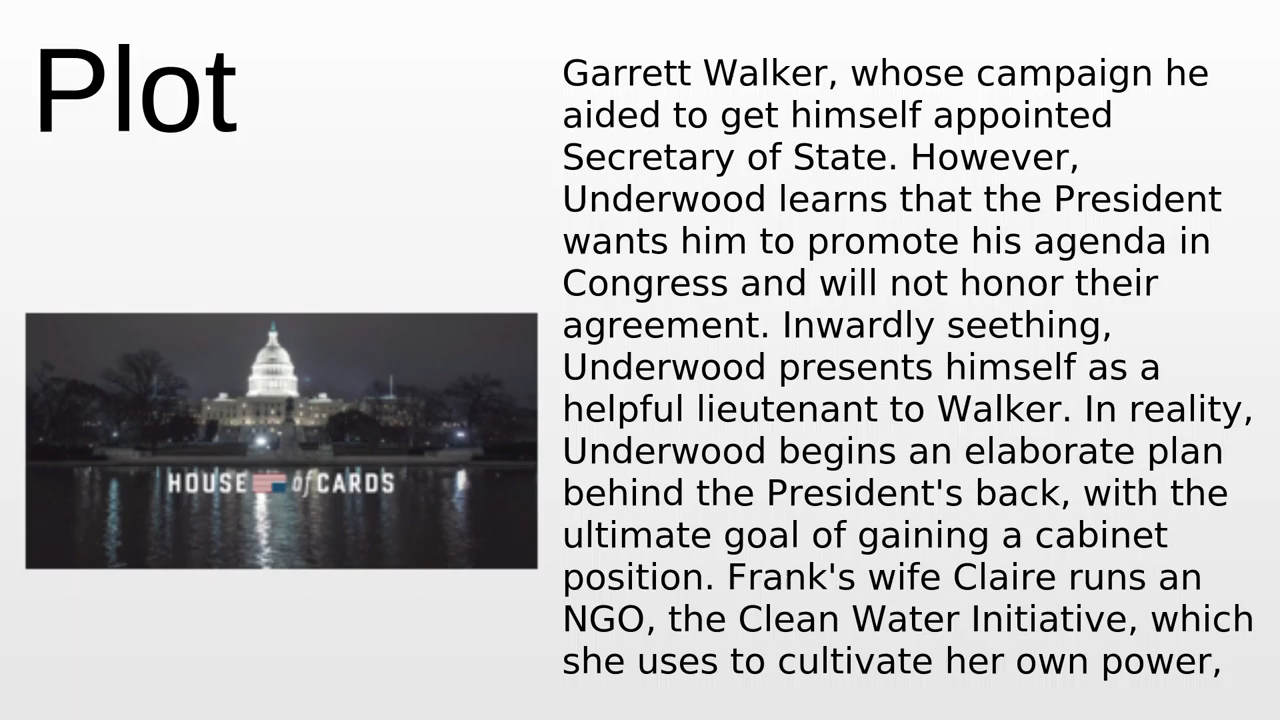 Plot
Garrett Walker, whose campaign he
aided to get himself appointed
Secretary of State. However,
Underwood learns that the President
wants him to promote his agenda in
Congress and will not honor their
agreement. Inwardly seething,
Underwood presents himself as a
helpful lieutenant to Walker. In reality,
Underwood begins an elaborate plan
behind the President's back, with the
ultimate goal of gaining a cabinet
position. Frank's wife Claire runs an
NGO, the Clean Water Initiative, which
she uses to cultivate her own power,
HOUSE of CARDS